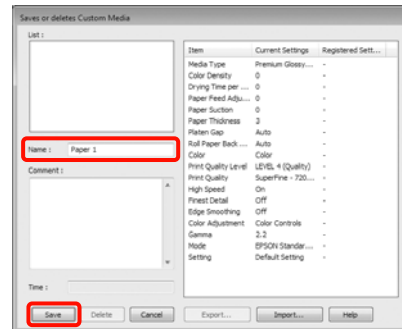 Saves or deletes Custom Media
List :
Name : Paper 1
Comment :
Time :
Item Current Settings Registered Sett...
Media Type Premium Glossy... -
Color Density 0 -
Drying Time per ... 0 -
Paper Feed Adju... 0 -
Paper Suction 0 -
Paper Thickness 3 -
Platen Gap Auto -
Roll Paper Back ... Auto -
Color Color -
Print Quality Level LEVEL 4 (Quality) -
Print Quality SuperFine - 720... -
High Speed On -
Finest Detail Off -
Edge Smoothing Off -
Color Adjustment Color Controls -
Gamma 2.2 -
Mode EPSON Standar... -
Setting Default Setting -
Save Delete Cancel Export... Import... Help